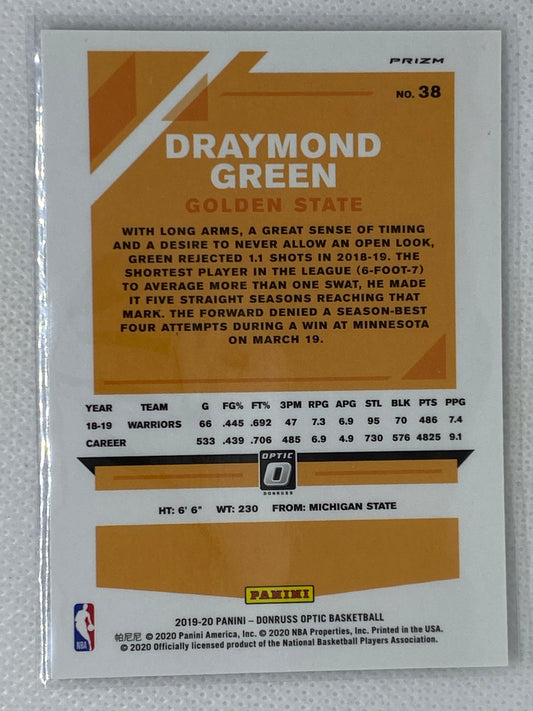 PRIZM
NO. 38
DRAYMOND
GREEN
GOLDEN STATE
WITH LONG ARMS, A GREAT SENSE OF TIMING
AND A DESIRE TO NEVER ALLOW AN OPEN LOOK,
GREEN REJECTED 1.1 SHOTS IN 2018-19. THE
SHORTEST PLAYER IN THE LEAGUE (6-FOOT-7)
TO AVERAGE MORE THAN ONE SWAT, HE MADE
IT FIVE STRAIGHT SEASONS REACHING THAT
MARK. THE FORWARD DENIED A SEASON-BEST
FOUR ATTEMPTS DURING A WIN AT MINNESOTA
ON MARCH 19.
YEAR TEAM G FG% FT% 3PM RPG APG STL BLK PTS PPG
18-19 WARRIORS 66 .445 .692 47 7.3 6.9 95 70 486 7.4
CAREER 533 .439 .706 485 6.9 4.9 730 576 4825 9.1
OPTIC
DONRUSS
HT: 6' 6" WT: 230 FROM: MICHIGAN STATE
PANINI
2019-20 PANINI – DONRUSS OPTIC BASKETBALL
帕尼尼 © 2020 Panini America, Inc. © 2020 NBA Properties, Inc. Printed in the USA.
© 2020 Officially licensed product of the National Basketball Players Association.
NBA